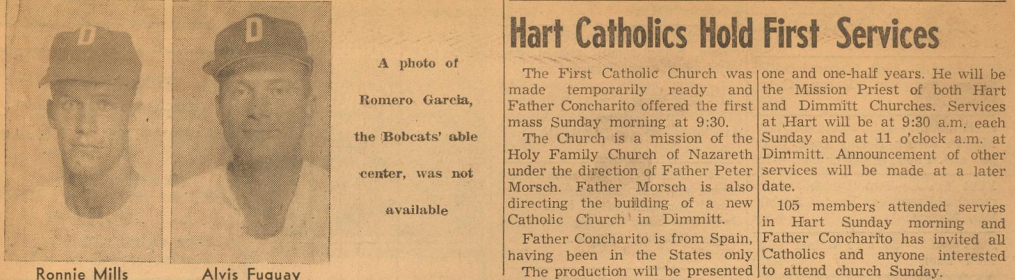 D
D
Ronnie Mills
Alvis Fuquay
A photo of
Romero Garcia,
the Bobcats' able
center, was not
available
Hart Catholics Hold First Services
The First Catholic Church was
made temporarily ready and
Father Concharito offered the first
mass Sunday morning at 9:30.
The Church is a mission of the
Holy Family Church of Nazareth
under the direction of Father Peter
Morsch. Father Morsch is also
directing the building of a new
Catholic Church in Dimmitt.
Father Concharito is from Spain,
having been in the States only
The production will be presented
one and one-half years. He will be
the Mission Priest of both Hart
and Dimmitt Churches. Services
at Hart will be at 9:30 a.m. each
Sunday and at 11 o'clock a.m. at
Dimmitt. Announcement of other
services will be made at a later
date.
105 members attended servies
in Hart Sunday morning and
Father Concharito has invited all
Catholics and anyone interested
to attend church Sunday.